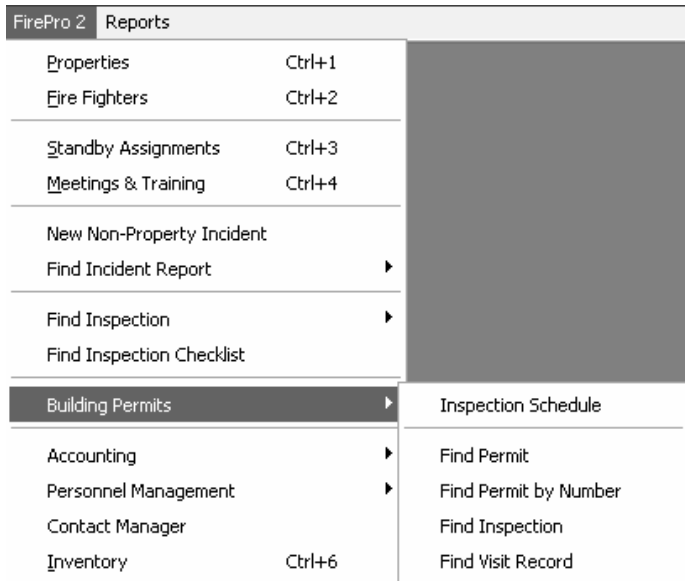 FirePro 2 Reports
Properties Ctrl+1
Fire Fighters Ctrl+2
Standby Assignments Ctrl+3
Meetings & Training Ctrl+4
New Non-Property Incident
Find Incident Report
Find Inspection
Find Inspection Checklist
Building Permits
Accounting
Personnel Management
Contact Manager
Inventory Ctrl+6
Inspection Schedule
Find Permit
Find Permit by Number
Find Inspection
Find Visit Record